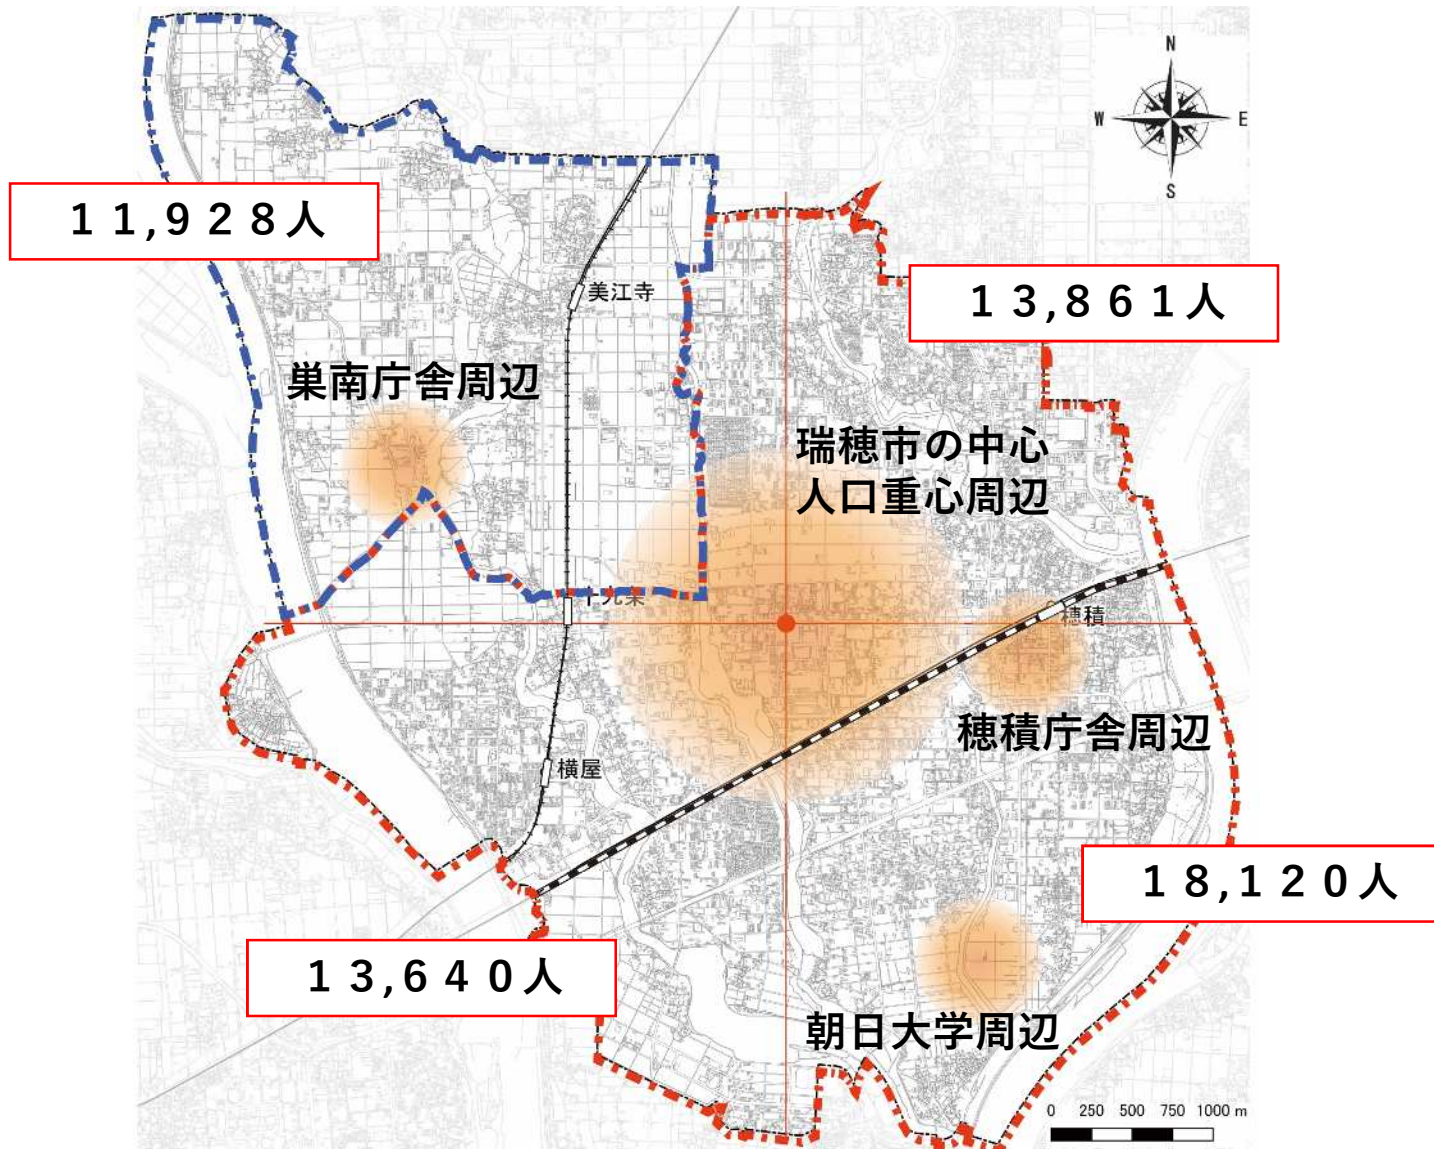 N
W
E
S
１１,９２８人
１３,８６１人
美江寺
巣南庁舎周辺
瑞穂市の中心
人口重心周辺
十九条
穂積
穂積庁舎周辺
横屋
１８,１２０人
１３,６４０人
朝日大学周辺
0 250 500 750 1000 m